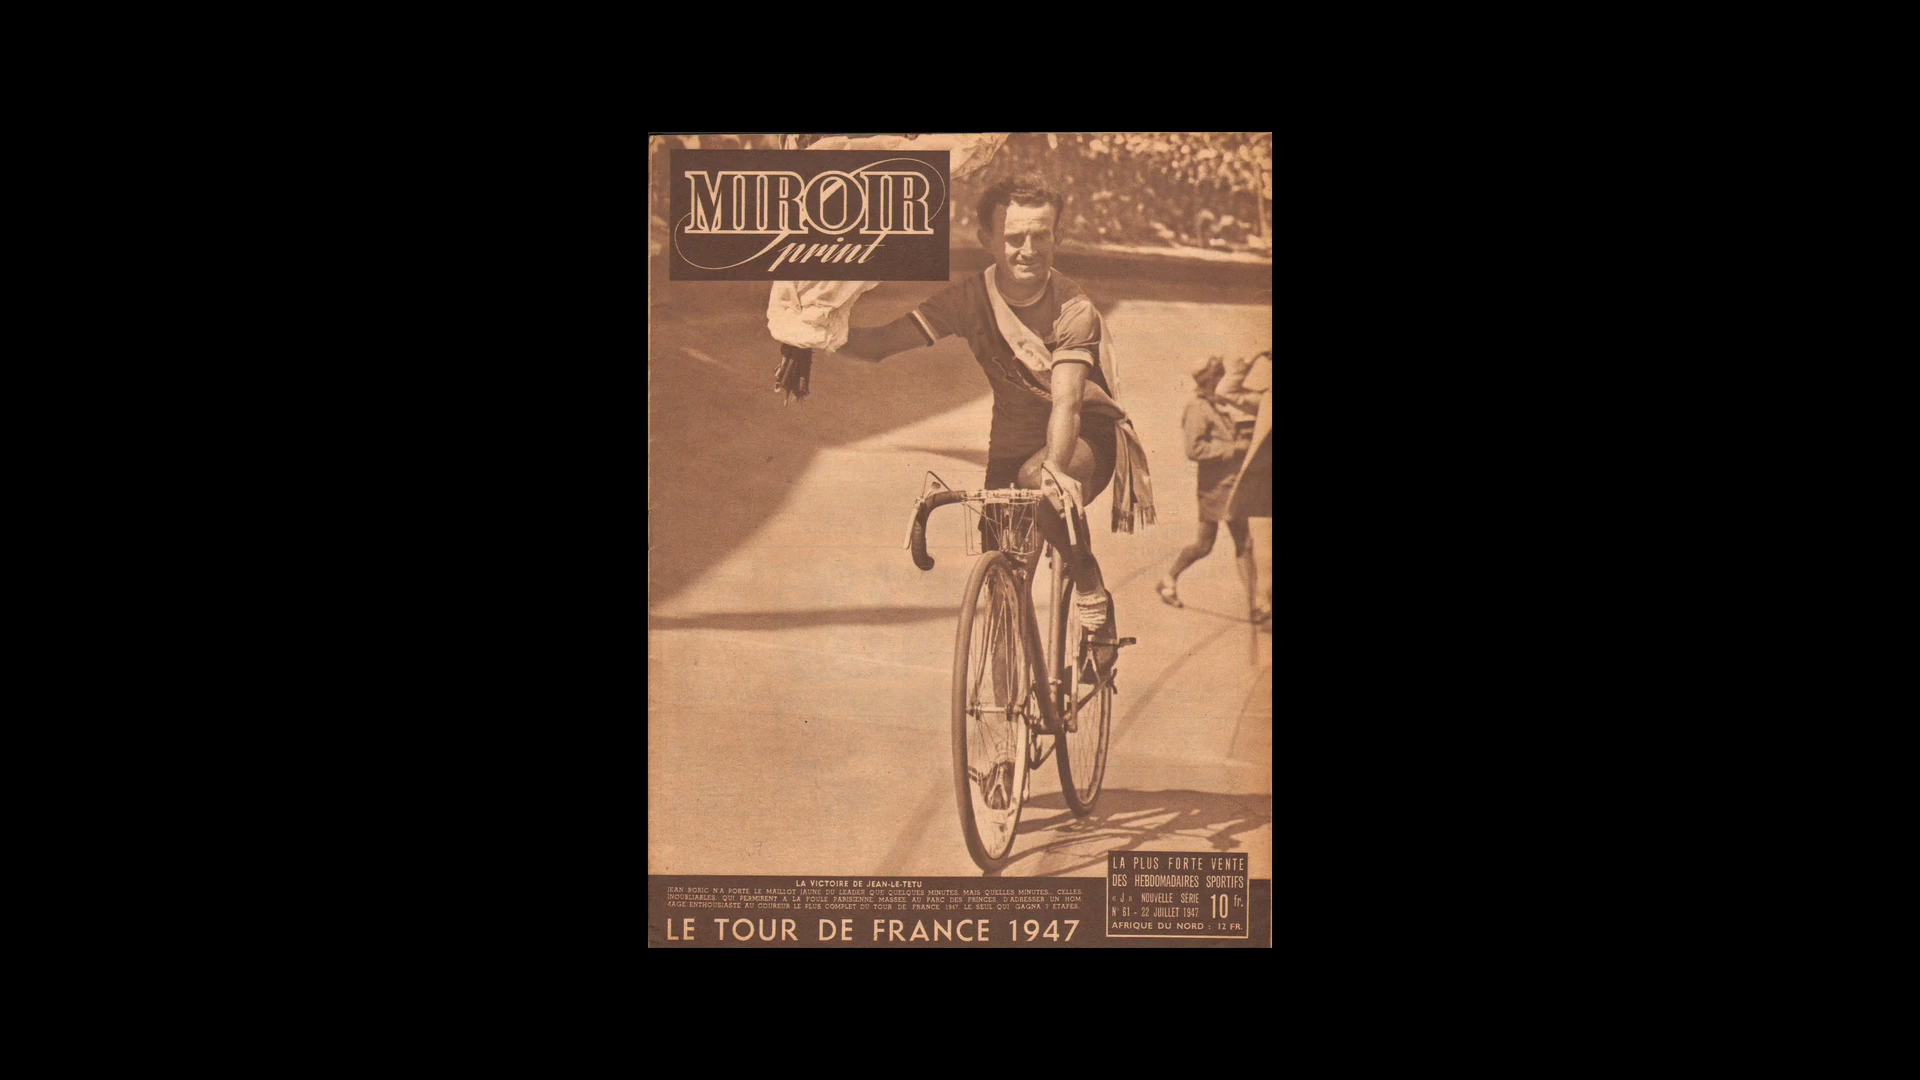 MIROIR
Sprint
LA VICTOIRE DE JEAN-LE-TETU
JEAN ROBIC N'A PORTE LE MAILLOT JAUNE DU LEADER QUE QUELQUES MINUTES. MAIS QUELLES MINUTES... CELLES
INOUBLIABLES, QUI PERMIRENT A LA FOULE PARISIENNE, MASSEE AU PARC DES PRINCES, D'ADRESSER UN HOM
MAGE ENTHOUSIASTE AU COUREUR LE PLUS COMPLET DU TOUR DE FRANCE 1947, LE SEUL QUI GAGNA 3 ETAPES.
LE TOUR DE FRANCE 1947
LA PLUS FORTE VENTE
DES HEBDOMADAIRES SPORTIFS
« J » NOUVELLE SÉRIE
N° 61 - 22 JUILLET 1947
10 fr.
AFRIQUE DU NORD : 12 FR.